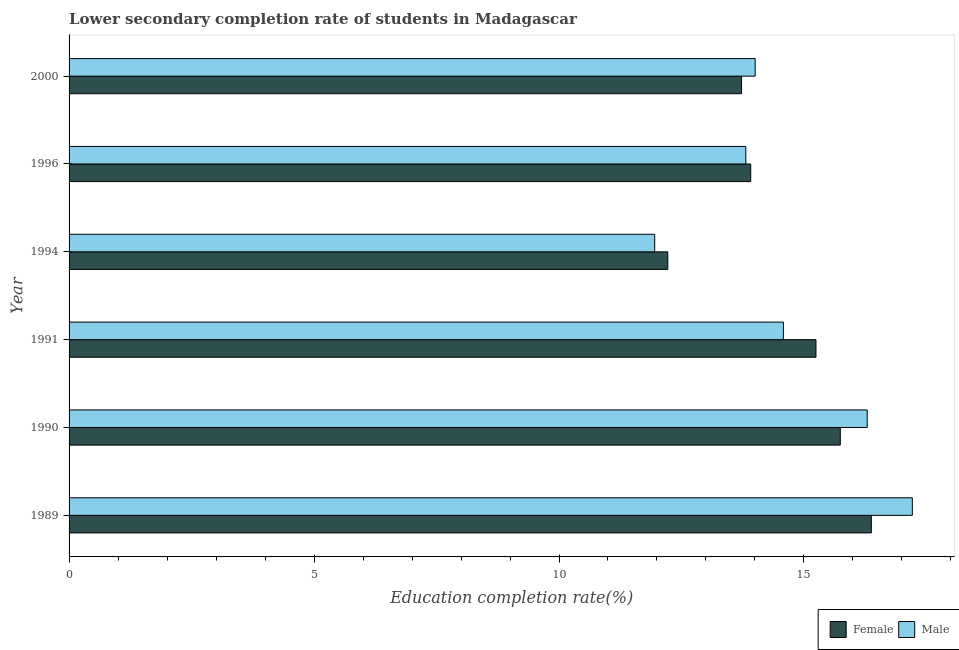 Lower secondary completion rate of students in Madagascar
Year
2000
1996
1994
1991
1990
1989
0
5
10
15
Education completion rate(%)
Female
Male